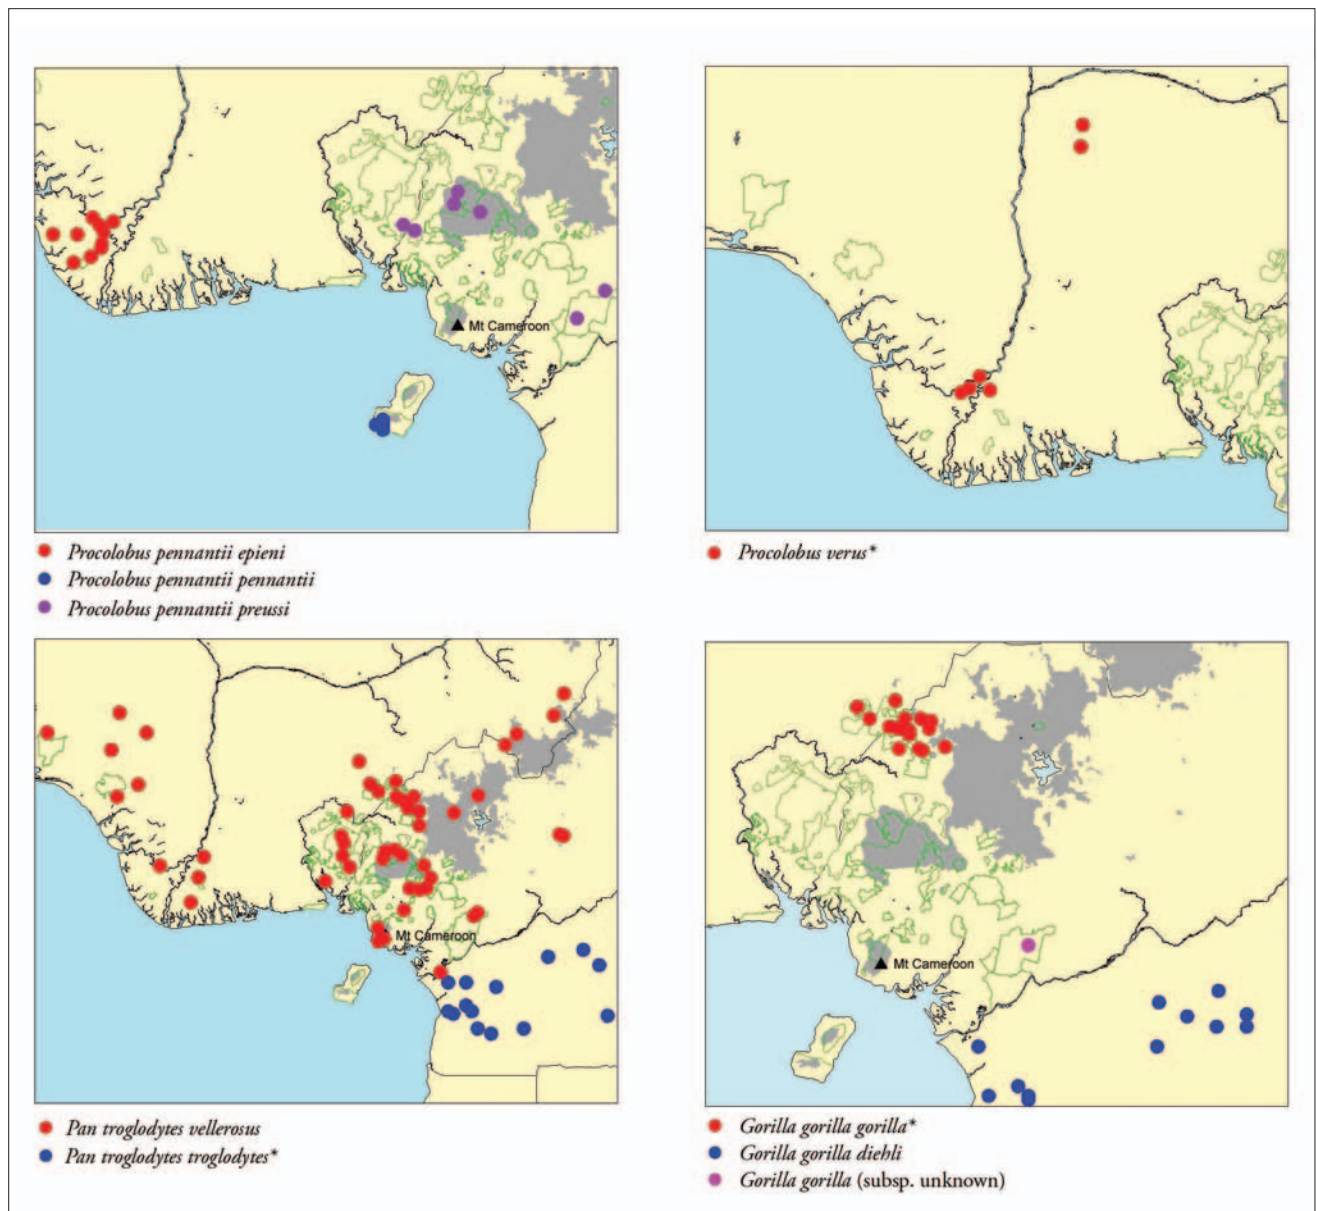 Mt Cameroon
Procolobus pennantii epieni
Procolobus pennantii pennantii
Procolobus pennantii preussi
Procolobus verus*
Mt Cameroon
Pan troglodytes vellerosus
Pan troglodytes troglodytes*
Mt Cameroon
Gorilla gorilla gorilla*
Gorilla gorilla diehli
Gorilla gorilla (subsp. unknown)